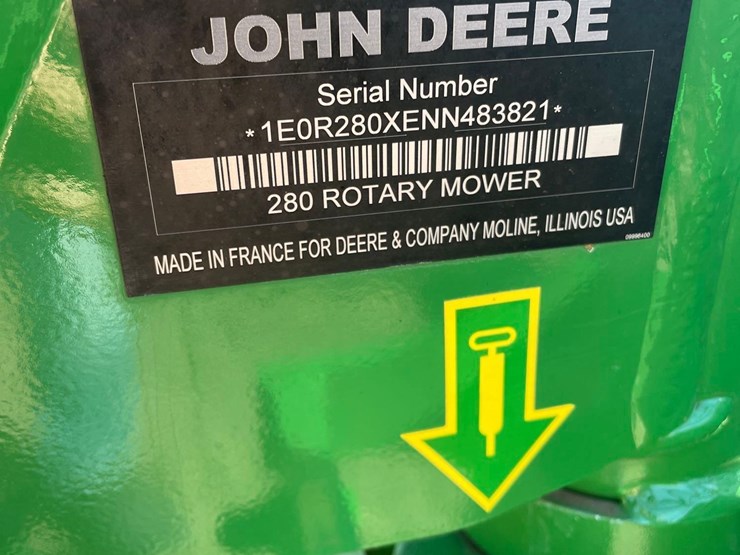 JOHN DEERE
Serial Number
*1E0R280XENN483821*
280 ROTARY MOWER
MADE IN FRANCE FOR DEERE & COMPANY MOLINE, ILLINOIS USA